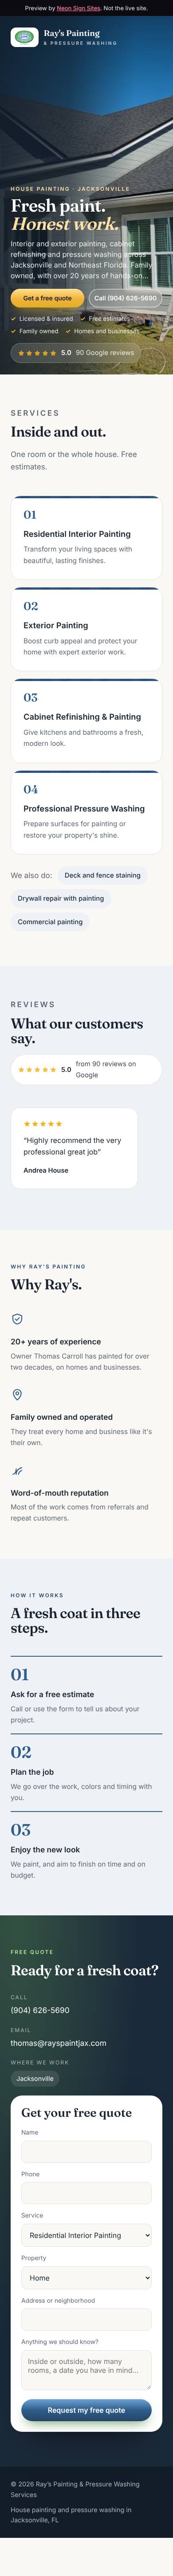 Preview by Neon Sign Sites. Not the live site.
Ray's Painting
& PRESSURE WASHING
HOUSE PAINTING · JACKSONVILLE
Fresh paint.
Honest work.
Interior and exterior painting, cabinet
refinishing and pressure washing across
Jacksonville and Northeast Florida. Family
owned, with over 20 years of hands-on...
Get a free quote
Call (904) 626-5690
✓ Licensed & insured ✓ Free estimates
✓ Family owned ✓ Homes and businesses
★★★★★ 5.0 90 Google reviews
SERVICES
Inside and out.
One room or the whole house. Free
estimates.
01
Residential Interior Painting
Transform your living spaces with
beautiful, lasting finishes.
02
Exterior Painting
Boost curb appeal and protect your
home with expert exterior work.
03
Cabinet Refinishing & Painting
Give kitchens and bathrooms a fresh,
modern look.
04
Professional Pressure Washing
Prepare surfaces for painting or
restore your property's shine.
We also do: Deck and fence staining
Drywall repair with painting
Commercial painting
REVIEWS
What our customers
say.
★★★★★ 5.0 from 90 reviews on
Google
★★★★★
“Highly recommend the very
professional great job”
Andrea House
WHY RAY'S PAINTING
Why Ray's.
20+ years of experience
Owner Thomas Carroll has painted for over
two decades, on homes and businesses.
Family owned and operated
They treat every home and business like it's
their own.
Word-of-mouth reputation
Most of the work comes from referrals and
repeat customers.
HOW IT WORKS
A fresh coat in three
steps.
01
Ask for a free estimate
Call or use the form to tell us about your
project.
02
Plan the job
We go over the work, colors and timing with
you.
03
Enjoy the new look
We paint, and aim to finish on time and on
budget.
FREE QUOTE
Ready for a fresh coat?
CALL
(904) 626-5690
EMAIL
thomas@rayspaintjax.com
WHERE WE WORK
Jacksonville
Get your free quote
Name
Phone
Service
Residential Interior Painting
Property
Home
Address or neighborhood
Anything we should know?
Inside or outside, how many
rooms, a date you have in mind...
Request my free quote
© 2026 Ray's Painting & Pressure Washing
Services
House painting and pressure washing in
Jacksonville, FL